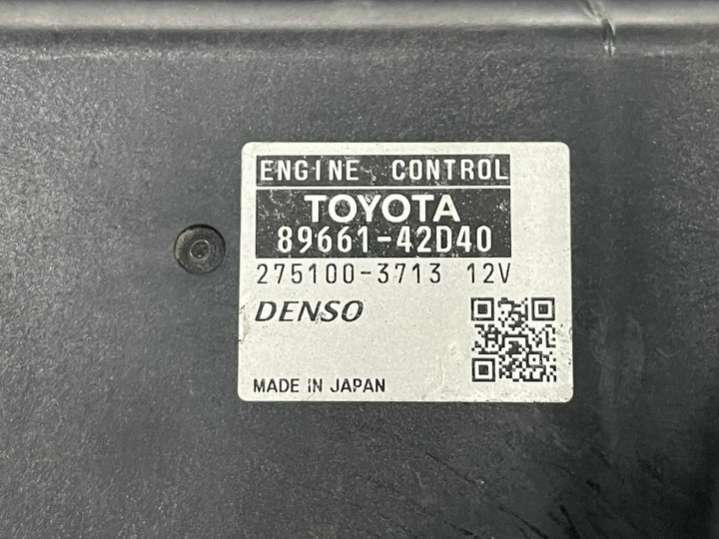 ENGINE CONTROL
TOYOTA
89661-42D40
275100-3713 12V
DENSO
MADE IN JAPAN